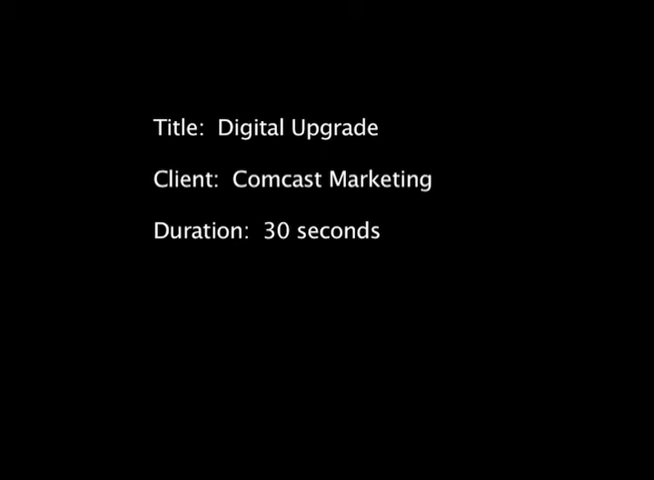 Title: Digital Upgrade
Client: Comcast Marketing
Duration: 30 seconds